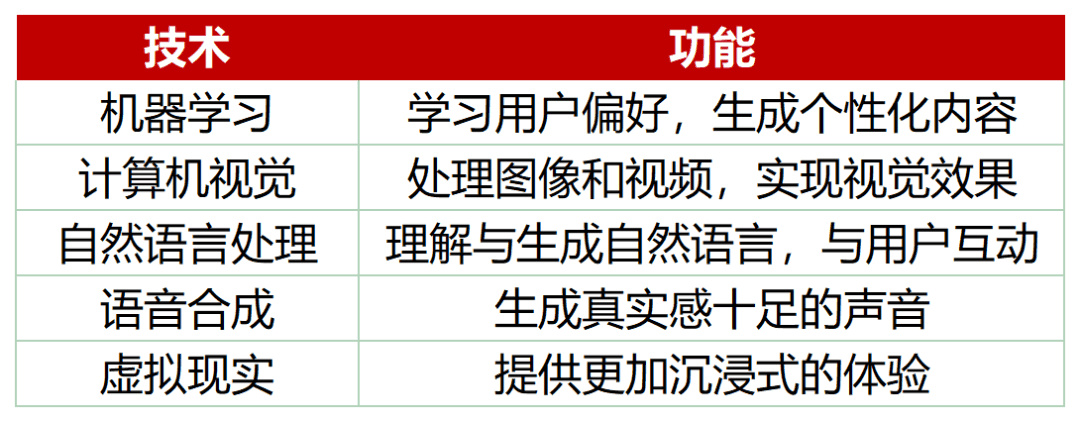 技术 功能
机器学习 学习用户偏好，生成个性化内容
计算机视觉 处理图像和视频，实现视觉效果
自然语言处理 理解与生成自然语言，与用户互动
语音合成 生成真实感十足的声音
虚拟现实 提供更加沉浸式的体验